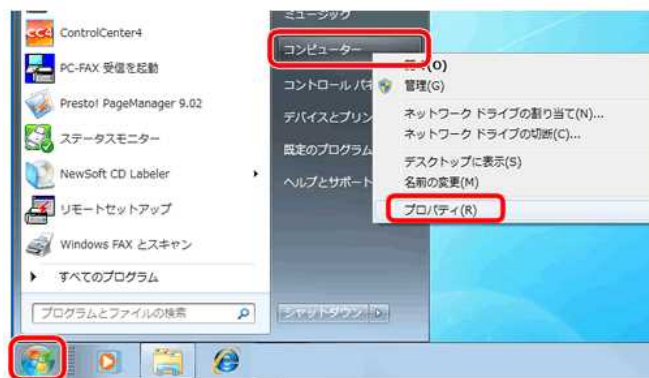 ミュージック
CC4 ControlCenter4
コンピューター
PC-FAX 受信を起動
(O)
コントロール パネ
管理(G)
Presto! PageManager 9.02
デバイスとプリン
ネットワーク ドライブの割り当て(N)...
ネットワーク ドライブの切断(C)...
ステータスモニター
既定のプログラム
デスクトップに表示(S)
NewSoft CD Labeler
ヘルプとサポート
名前の変更(M)
リモートセットアップ
プロパティ(R)
Windows FAX とスキャン
すべてのプログラム
プログラムとファイルの検索
シャットダウン